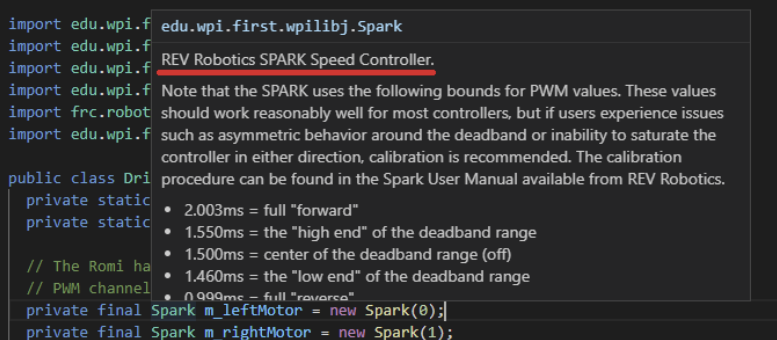 import edu.wpi.f
edu.wpi.first.wpilibj.Spark
import edu.wpi.f
REV Robotics SPARK Speed Controller.
import edu.wpi.f
import edu.wpi.f
Note that the SPARK uses the following bounds for PWM values. These values
import frc.robot
should work reasonably well for most controllers, but if users experience issues
import edu.wpi.f
such as asymmetric behavior around the deadband or inability to saturate the
controller in either direction, calibration is recommended. The calibration
public class Dri
procedure can be found in the Spark User Manual available from REV Robotics.
private static
• 2.003ms = full "forward"
private static
• 1.550ms = the "high end" of the deadband range
• 1.500ms = center of the deadband range (off)
// The Romi ha
• 1.460ms = the "low end" of the deadband range
// PWM channel
• 0.999ms = full "reverse"
private final Spark m_leftMotor = new Spark(0);
private final Spark m_rightMotor = new Spark(1);